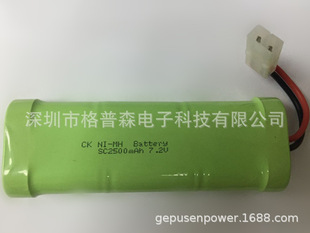 深圳市格普森电子科技有限公司
CK NI-MH Battery
SC2500mAh 7.2V
gepusenpower.1688.com